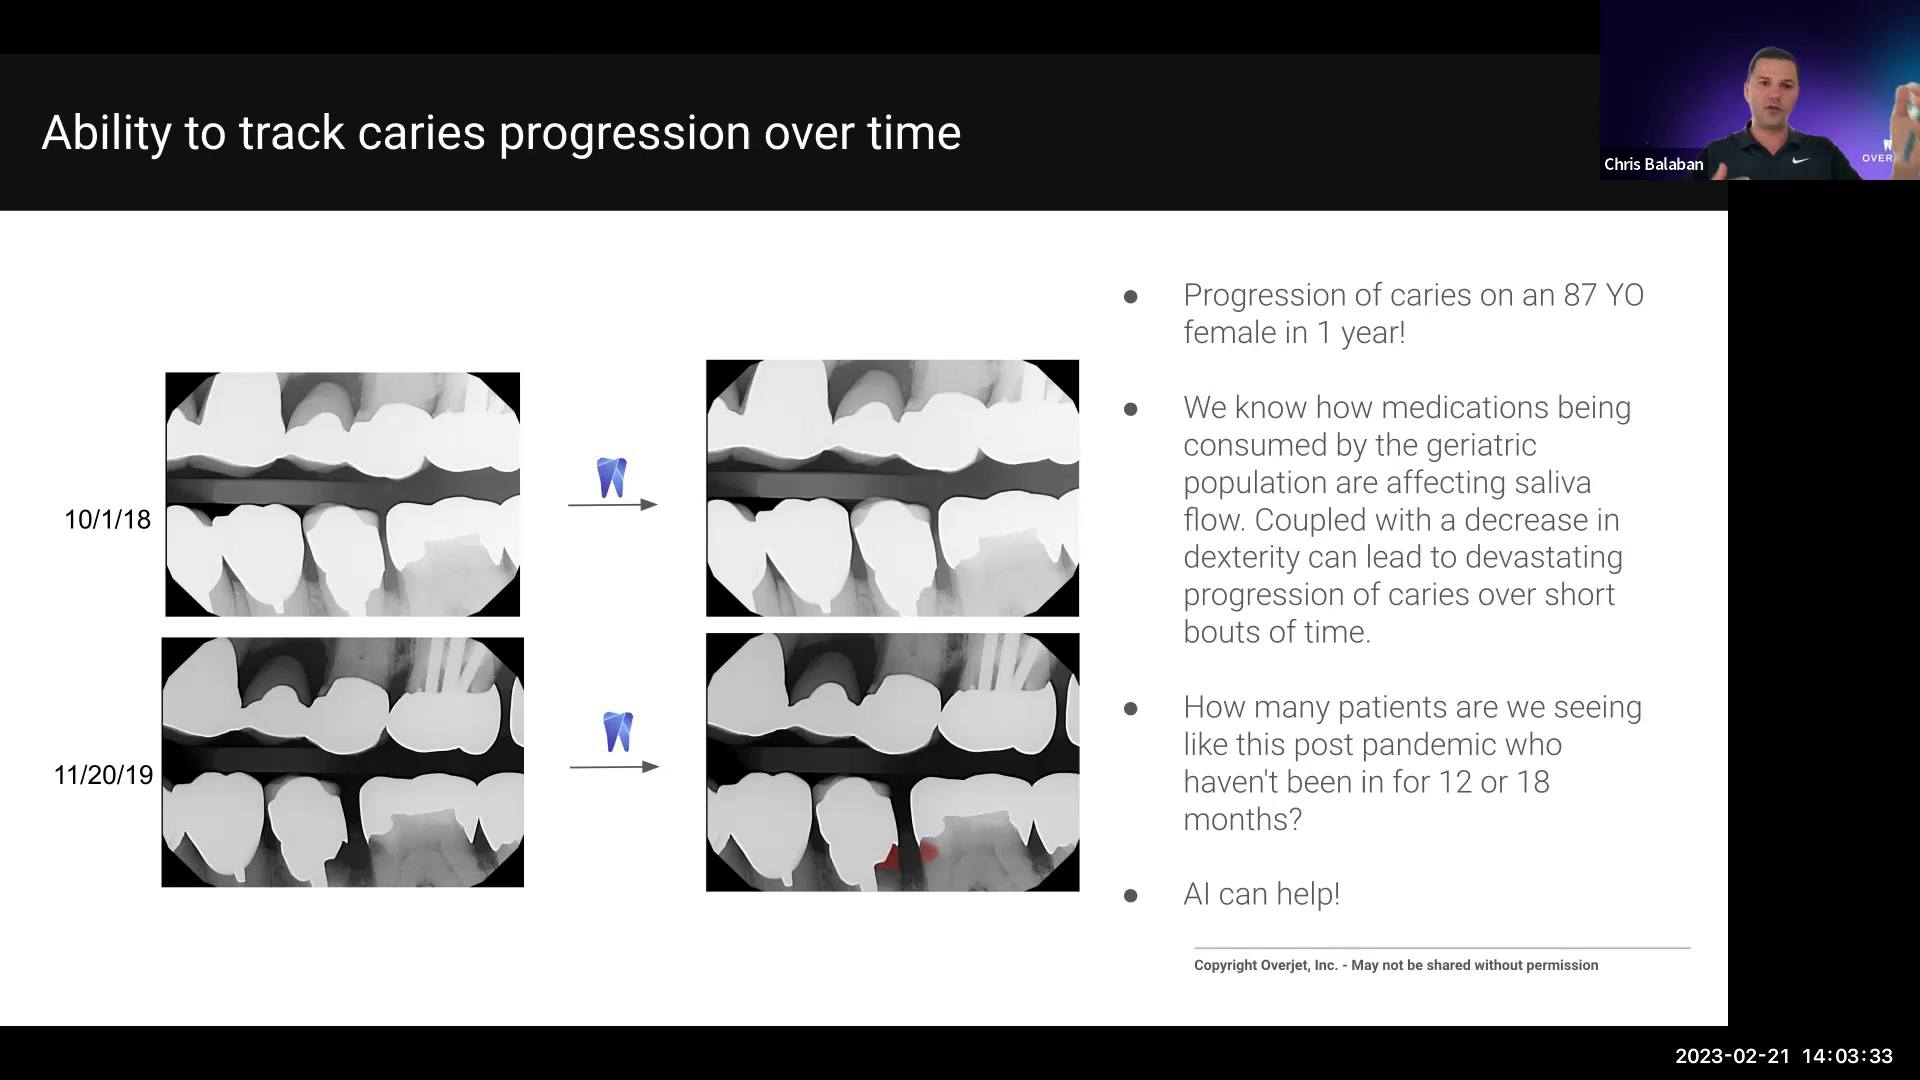 Ability to track caries progression over time
Chris Balaban
OVER
10/1/18
11/20/19
● Progression of caries on an 87 YO
female in 1 year!
● We know how medications being
consumed by the geriatric
population are affecting saliva
flow. Coupled with a decrease in
dexterity can lead to devastating
progression of caries over short
bouts of time.
● How many patients are we seeing
like this post pandemic who
haven't been in for 12 or 18
months?
● AI can help!
Copyright Overjet, Inc. - May not be shared without permission
2023-02-21 14:03:33